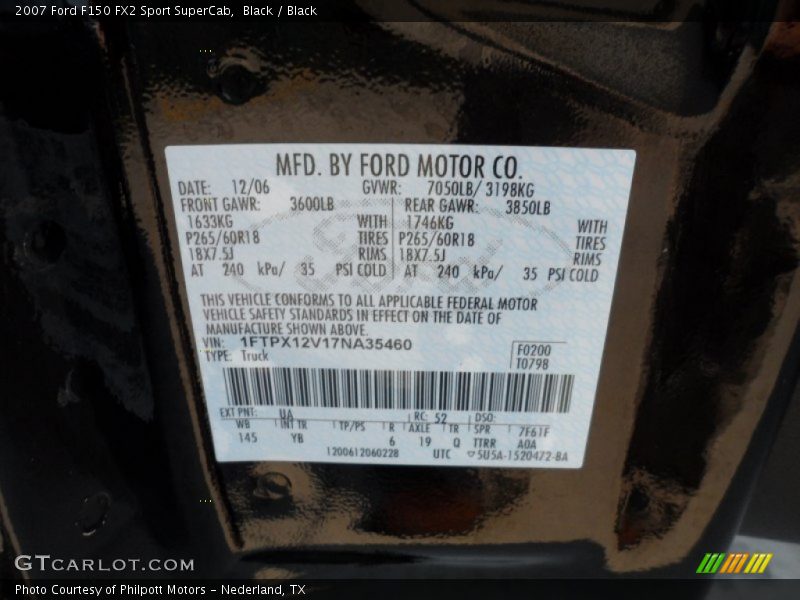 2007 Ford F150 FX2 Sport SuperCab, Black / Black
MFD. BY FORD MOTOR CO.
DATE: 12/06 GVWR: 7050LB/ 3198KG
FRONT GAWR: 3600LB REAR GAWR: 3850LB
1633KG WITH 1746KG WITH
P265/60R18 TIRES P265/60R18 TIRES
18X7.5J RIMS 18X7.5J RIMS
AT 240 kPa/ 35 PSI COLD AT 240 kPa/ 35 PSI COLD
THIS VEHICLE CONFORMS TO ALL APPLICABLE FEDERAL MOTOR
VEHICLE SAFETY STANDARDS IN EFFECT ON THE DATE OF
MANUFACTURE SHOWN ABOVE.
VIN: 1FTPX12V17NA35460 F0200
TYPE: Truck T0798
EXT PNT: UA RC: 52 DSO:
WB INT TR TP/PS R AXLE TR SPR 7F61F
145 YB 6 19 Q TTRR A0A
1200612060228 UTC ▽5U5A-1520472-BA
GTCARLOT.COM
Photo Courtesy of Philpott Motors - Nederland, TX